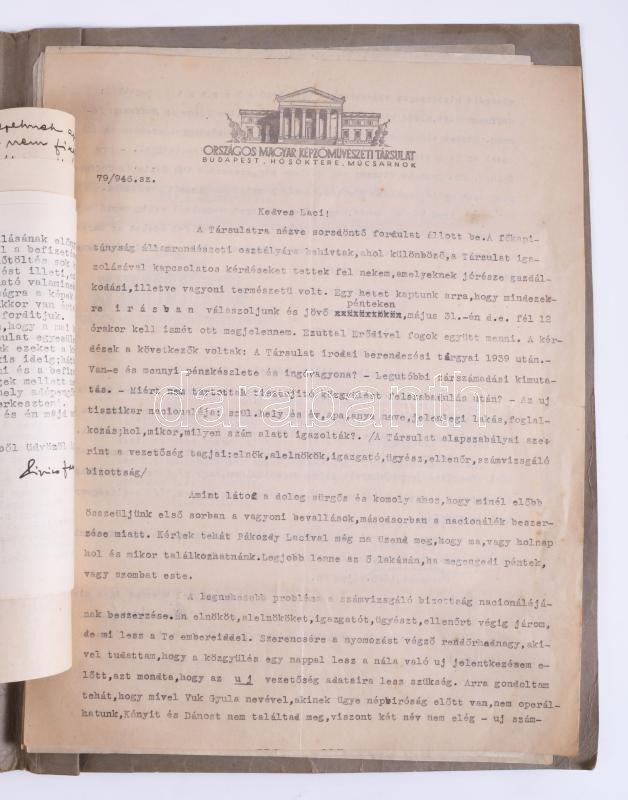 ORSZÁGOS MAGYAR KÉPZŐMŰVÉSZETI TÁRSULAT
BUDAPEST, HŐSÖKTERE, MŰCSARNOK
79/946.sz.
Kedves Laci!
A Társulatra nézve sorsdöntő fordulat állott be.A főkapi-
tányság államrendészeti osztályára behívtak,ahol különböző,a Társulat iga-
zolásával kapcsolatos kérdéseket tettek fel nekem,amelyeknek jórésze gazdál-
kodási,illetve vagyoni természetű volt. Egy hetet kaptunk arra,hogy mindezek-
re írásban válaszoljunk és jövő pénteken
xxxxxxxxxx,május 31.-én d.e. fél 12
órakor kell ismét ott megjelennem. Ezuttal Erődivel fogok együtt menni. A kér-
dések a következők voltak: A Társulat irodai berendezési tárgyai 1939 után.-
Van-e és mennyi pénzkészlete és ingóvagyona? - Legutóbbi zárszámadási kimuta-
tás. - Miért nem tartottak tisztujító közgyűlést felszabadulás után? - Az uj
tisztikar nacionáléja: szül.hely és év,apa,anya neve,jelenlegi lakás,foglal-
kozás;hol,mikor,milyen szám alatt igazolták?. /A Társulat alapszabályai sze-
rint a vezetőség tagjai:elnök,alelnökök,igazgató,ügyész,ellenőr,számvizsgáló
bizottság/
Amint látod a dolog sürgős és komoly ahoz,hogy minél előbb
összeüljünk első sorban a vagyoni bevallások,másodsorban a nacionálék beszer-
zése miatt. Kérlek tehát Pákozdy Lacival még ma üzend meg,hogy ma,vagy holnap
hol és mikor találkozhatnánk.Legjobb lenne az ő lakásán,ha megengedi péntek,
vagy szombat este.
A legnehezebb probléma a számvizsgáló bizottság nacionáléjá-
nak beszerzése.Én elnököt,alelnököket,igazgatót,ügyészt,ellenőrt végig járom,
de mi lesz a Te embereiddel. Szerencsére a nyomozást végző rendőrhadnagy,aki-
vel tudattam,hogy a közgyűlés egy nappal lesz a nála való uj jelentkezésem e-
lőtt,azt mondta,hogy az uj vezetőség adataira lesz szükség. Arra gondoltam
tehát,hogy mivel Vuk Gyula nevével,akinek ügye népbíróság előtt van,nem operál-
hatunk,Kényit és Dánost nem találtad meg,viszont két név nem elég - uj szám-
darabanth